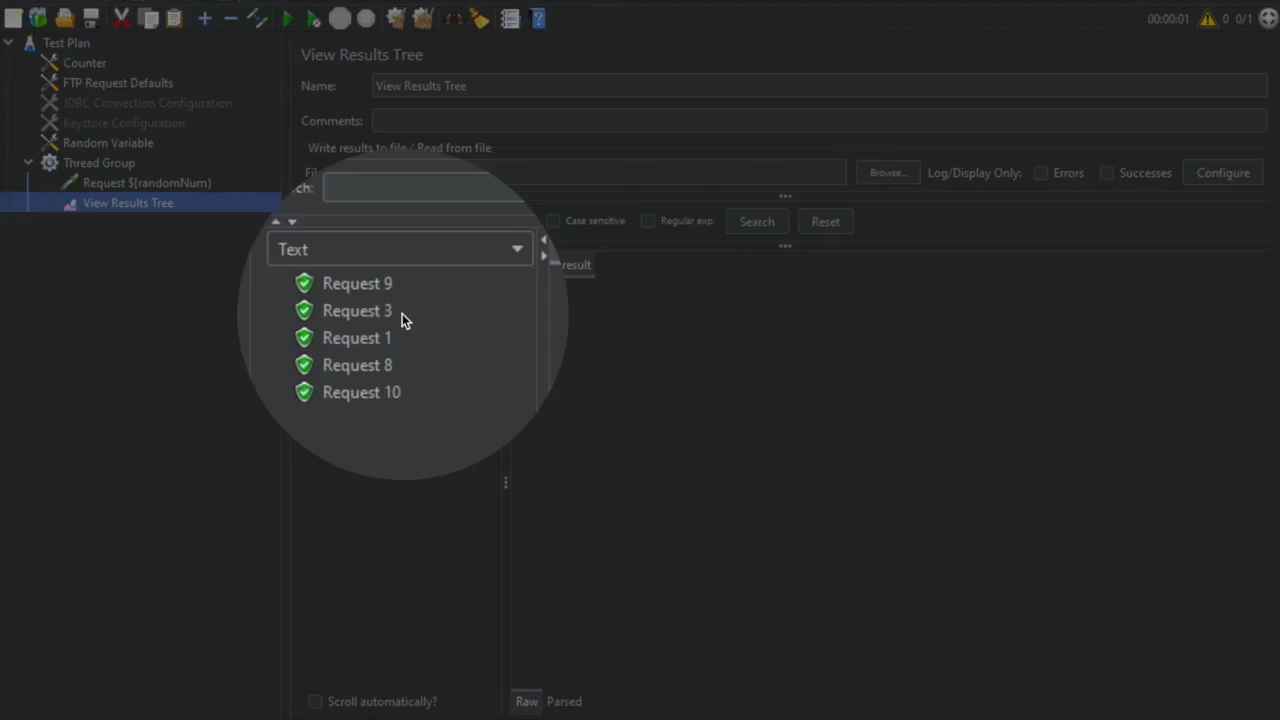 00:00:01 0 0/1
Test Plan
Counter
FTP Request Defaults
JDBC Connection Configuration
Keystore Configuration
Random Variable
Thread Group
Request ${randomNum}
View Results Tree
View Results Tree
Name: View Results Tree
Comments:
Write results to file / Read from file
Browse... Log/Display Only: Errors Successes Configure
Case sensitive Regular exp. Search Reset
Text
result
Request 9
Request 3
Request 1
Request 8
Request 10
Scroll automatically?
Raw Parsed